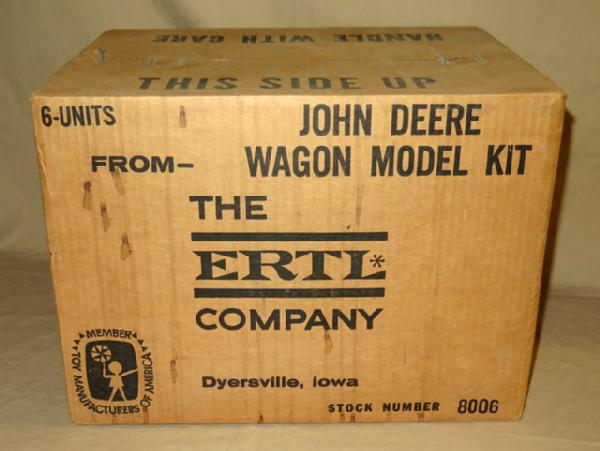 HANDLE WITH CARE
THIS SIDE UP
6-UNITS
JOHN DEERE
FROM— WAGON MODEL KIT
THE
ERTL*
COMPANY
MEMBER
TOY MANUFACTURERS OF AMERICA
Dyersville, Iowa
STOCK NUMBER 8006